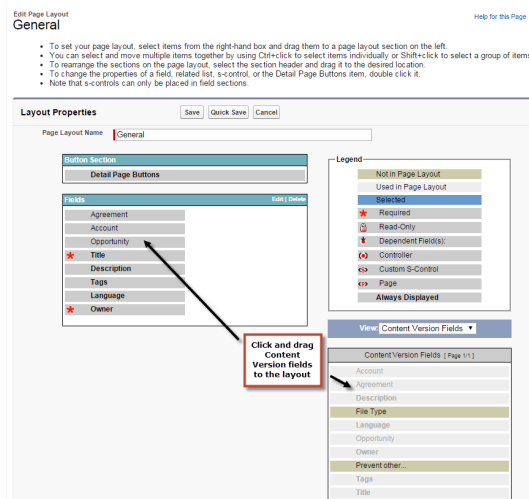 Edit Page Layout
General
Help for this Page
To set your page layout, select items from the right-hand box and drag them to a page layout section on the left.
You can select and move multiple items together by using Ctrl+click to select items individually or Shift+click to select a group of items
To rearrange the sections on the page layout, select the section header and drag it to the desired location.
To change the properties of a field, related list, s-control, or the Detail Page Buttons item, double click it.
Note that s-controls can only be placed in field sections.
Layout Properties
Save Quick Save Cancel
Page Layout Name General
Button Section
Detail Page Buttons
Fields Edit | Delete
Agreement
Account
Opportunity
Title
Description
Tags
Language
Owner
Legend
Not in Page Layout
Used in Page Layout
Selected
Required
Read-Only
Dependent Field(s):
Controller
Custom S-Control
Page
Always Displayed
Click and drag
Content
Version fields
to the layout
View: Content Version Fields
Content Version Fields [ Page 1/1 ]
Account
Agreement
Description
File Type
Language
Opportunity
Owner
Prevent other...
Tags
Title